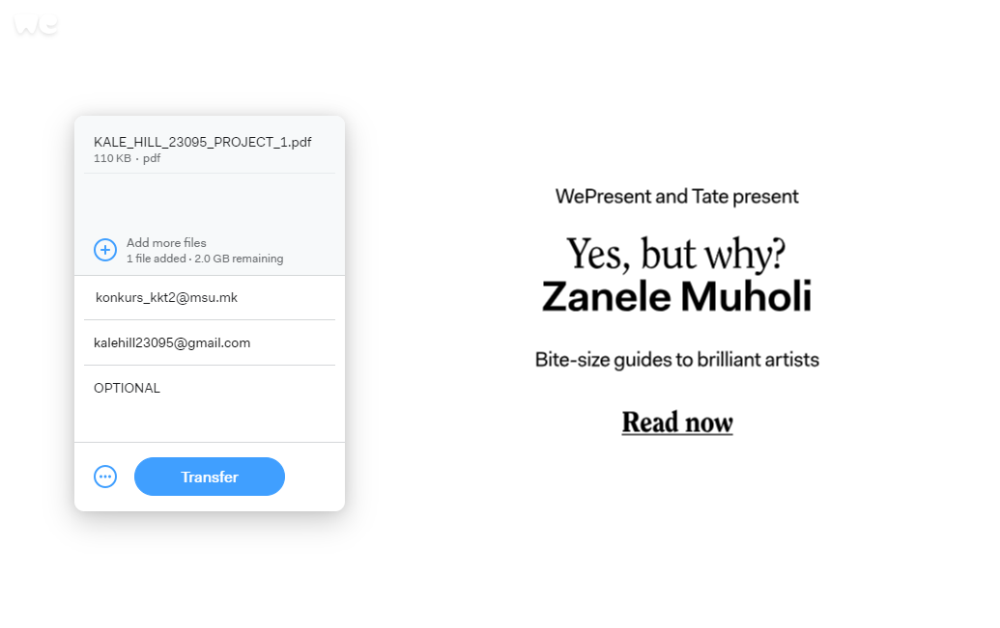 we
KALE_HILL_23095_PROJECT_1.pdf
110 KB · pdf
Add more files
1 file added · 2.0 GB remaining
konkurs_kkt2@msu.mk
kalehill23095@gmail.com
OPTIONAL
Transfer
WePresent and Tate present
Yes, but why?
Zanele Muholi
Bite-size guides to brilliant artists
Read now